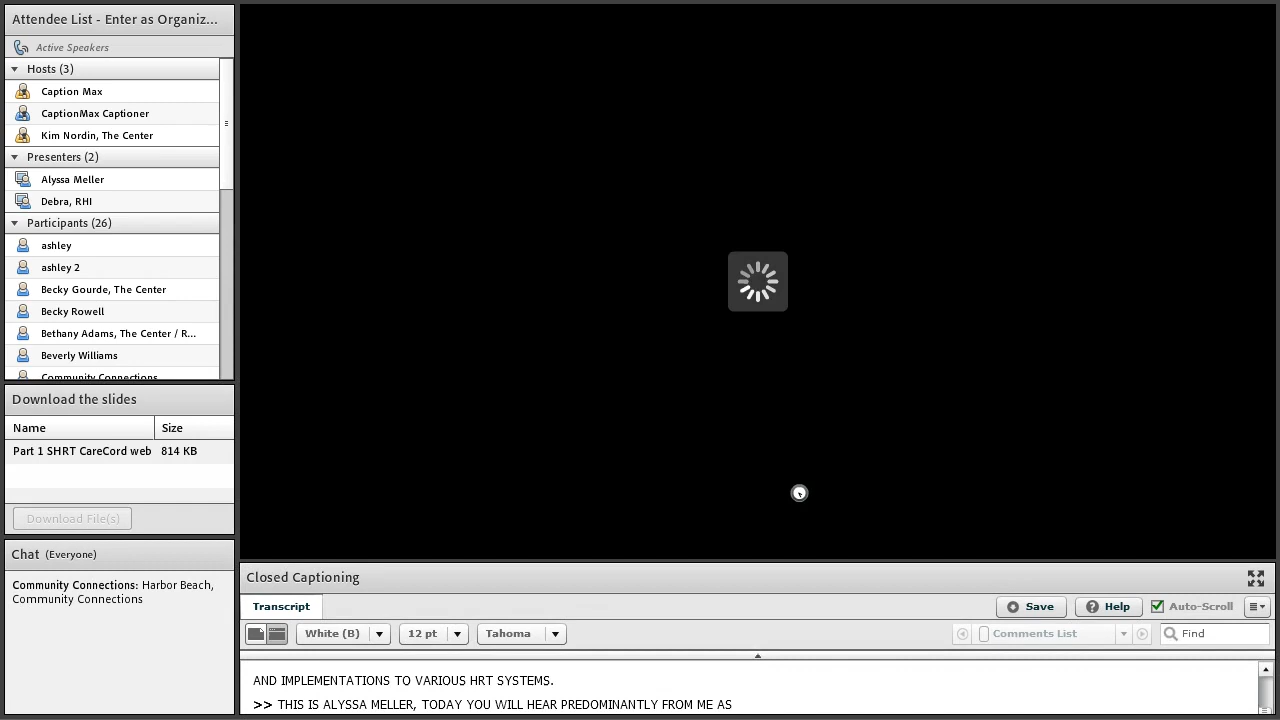 Attendee List - Enter as Organiz...
Active Speakers
Hosts (3)
Caption Max
CaptionMax Captioner
Kim Nordin, The Center
Presenters (2)
Alyssa Meller
Debra, RHI
Participants (26)
ashley
ashley 2
Becky Gourde, The Center
Becky Rowell
Bethany Adams, The Center / R...
Beverly Williams
Community Connections
Download the slides
Name Size
Part 1 SHRT CareCord web 814 KB
Download File(s)
Chat (Everyone)
Community Connections: Harbor Beach,
Community Connections
Closed Captioning
Transcript Save Help Auto-Scroll
White (B) 12 pt Tahoma Comments List Find
AND IMPLEMENTATIONS TO VARIOUS HRT SYSTEMS.
>> THIS IS ALYSSA MELLER, TODAY YOU WILL HEAR PREDOMINANTLY FROM ME AS